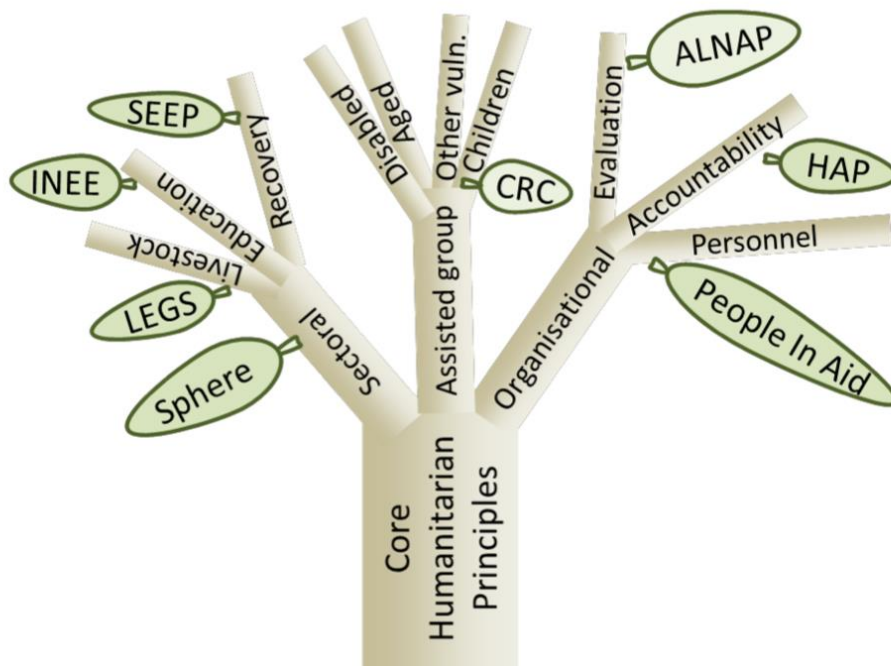 ALNAP
SEEP
INEE
LEGS
Sphere
CRC
HAP
People In Aid
Recovery
Education
Livestock
Sectoral
Disabled
Aged
Other vuln.
Children
Assisted group
Evaluation
Accountability
Personnel
Organisational
Core
Humanitarian
Principles